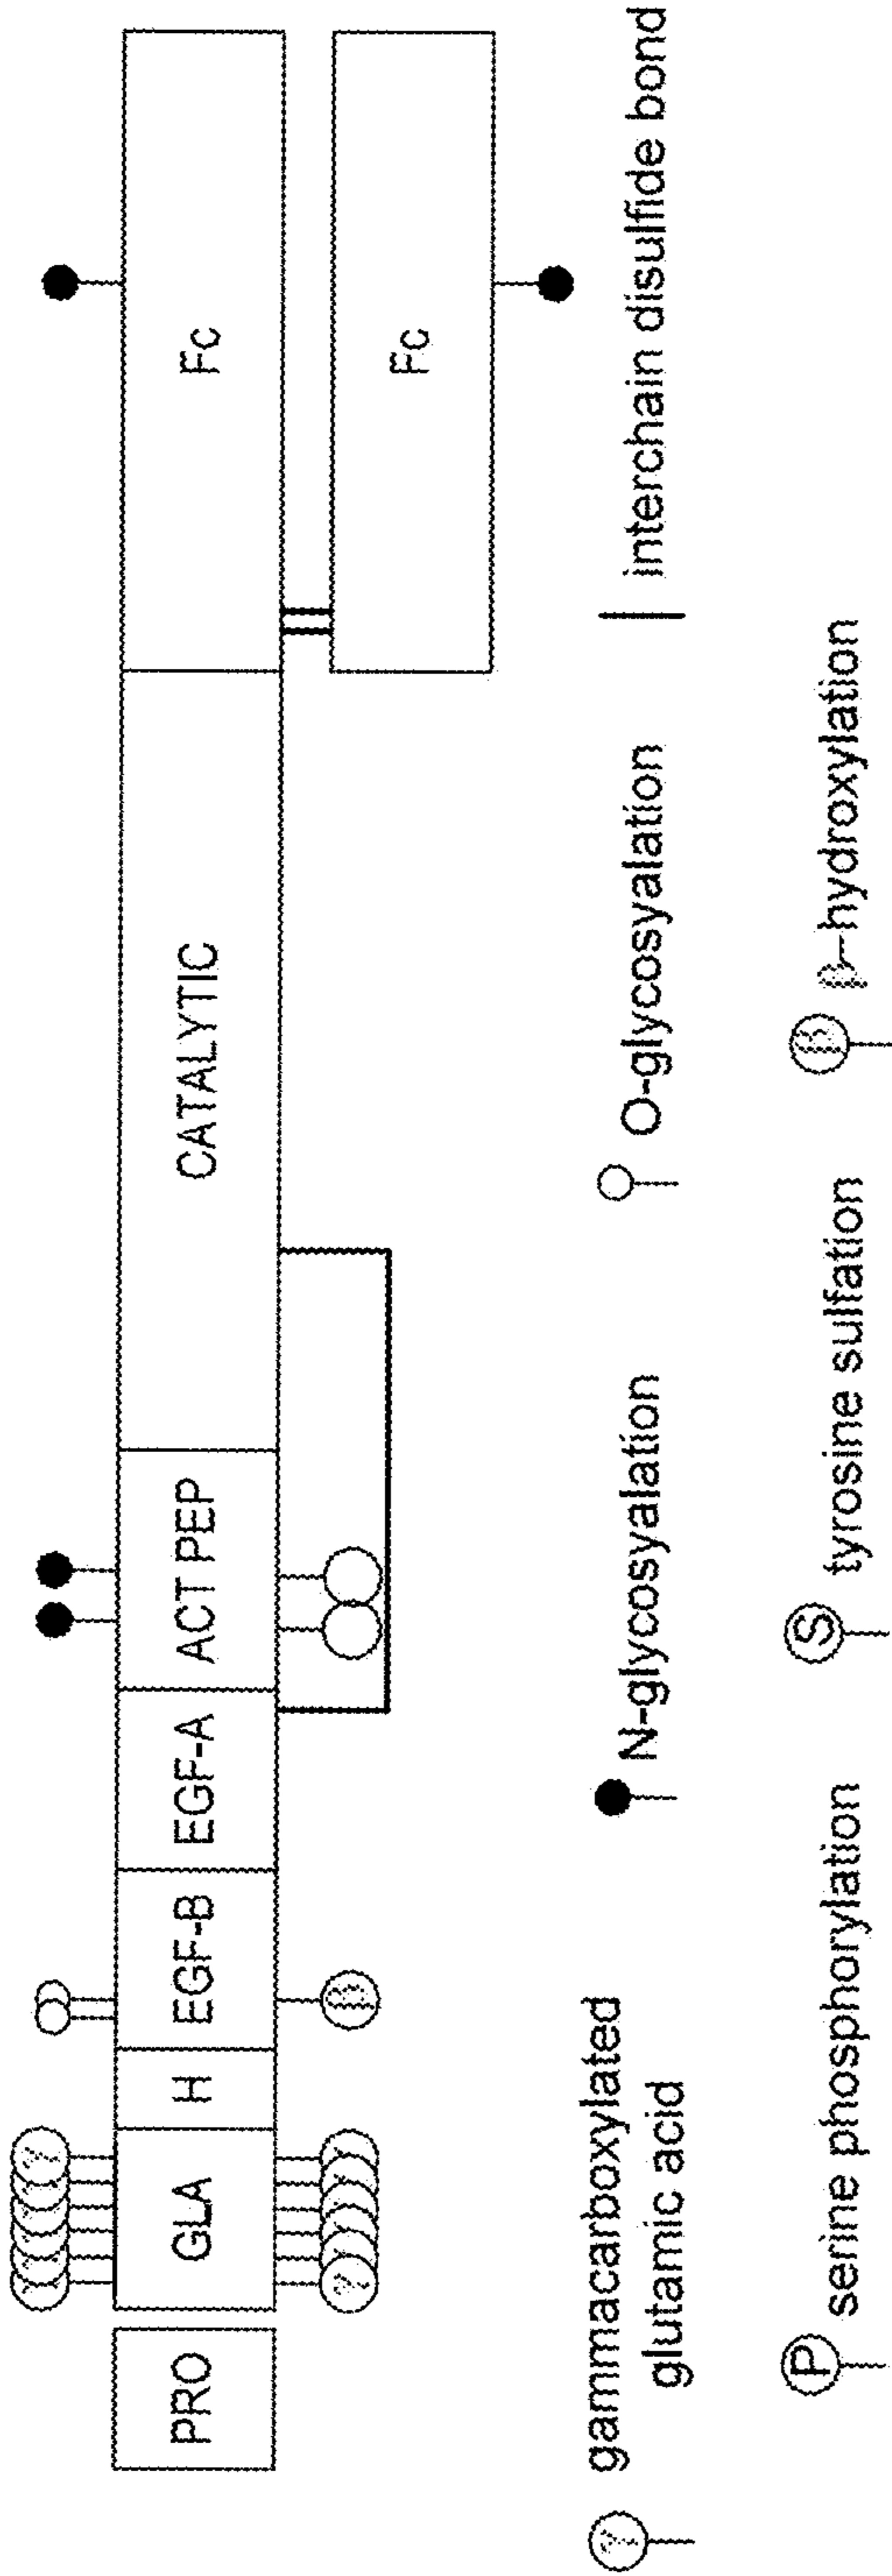 PRO GLA H EGF-B EGF-A ACT PEP CATALYTIC Fc
Fc
γ γ
γ γ
β
γ gammacarboxylated
glutamic acid
N-glycosyalation
O-glycosyalation
interchain disulfide bond
P serine phosphorylation
S tyrosine sulfation
β β-hydroxylation